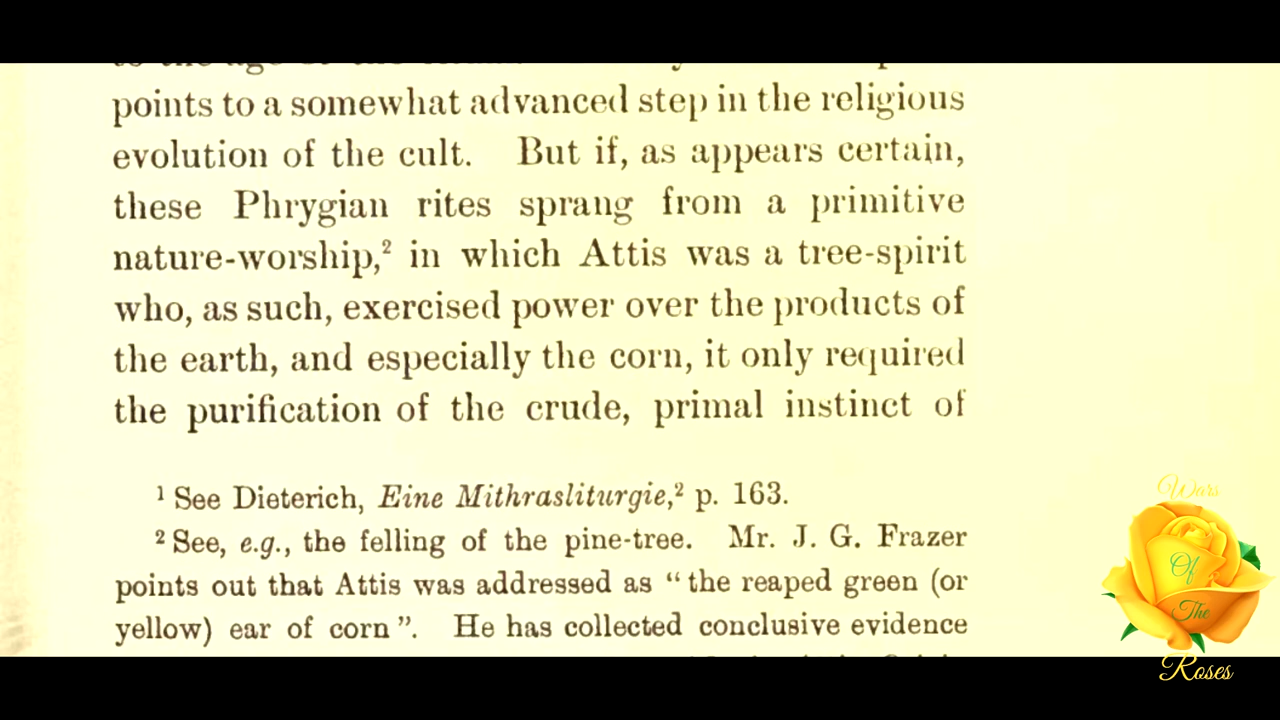 points to a somewhat advanced step in the religious
evolution of the cult. But if, as appears certain,
these Phrygian rites sprang from a primitive
nature-worship,² in which Attis was a tree-spirit
who, as such, exercised power over the products of
the earth, and especially the corn, it only required
the purification of the crude, primal instinct of
¹ See Dieterich, Eine Mithrasliturgie,² p. 163.
² See, e.g., the felling of the pine-tree. Mr. J. G. Frazer
points out that Attis was addressed as “the reaped green (or
yellow) ear of corn”. He has collected conclusive evidence
Wars
Of
The
Roses